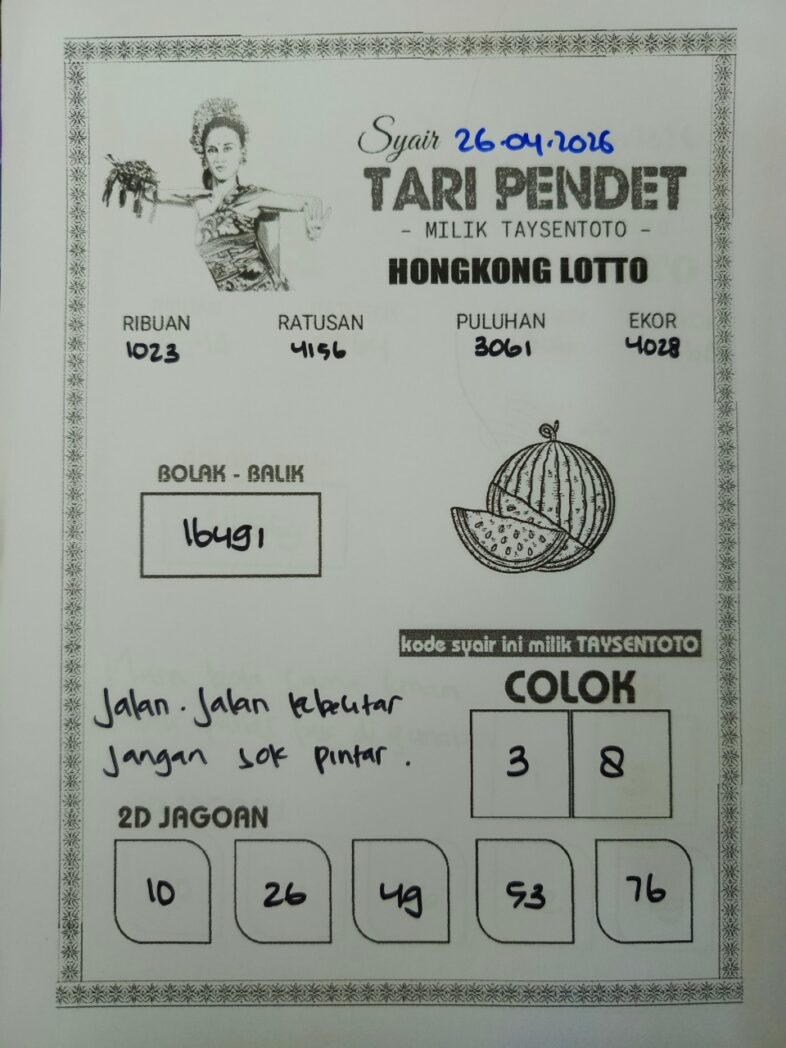 Syair 26.04.2026
TARI PENDET
- MILIK TAYSENTOTO -
HONGKONG LOTTO
RIBUAN RATUSAN PULUHAN EKOR
1023 4156 3061 4028
BOLAK - BALIK
16491
kode syair ini milik TAYSENTOTO
COLOK
3 8
Jalan. Jalan kebelitar
Jangan sok pintar.
2D JAGOAN
10 26 49 53 76